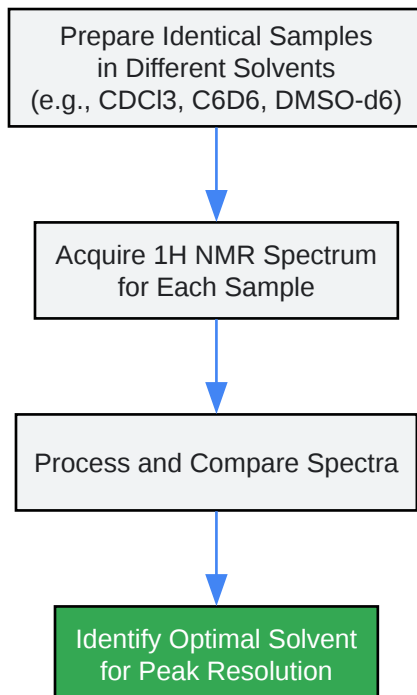 Prepare Identical Samples
in Different Solvents
(e.g., CDCl3, C6D6, DMSO-d6)
Acquire 1H NMR Spectrum
for Each Sample
Process and Compare Spectra
Identify Optimal Solvent
for Peak Resolution